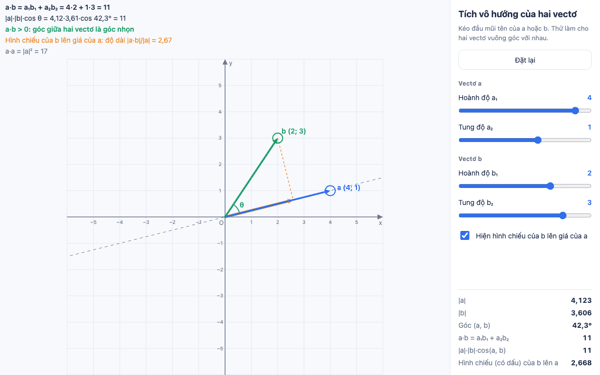 a·b = a₁b₁ + a₂b₂ = 4·2 + 1·3 = 11
|a|·|b|·cos θ = 4,12·3,61·cos 42,3° = 11
a·b > 0: góc giữa hai vectơ là góc nhọn
Hình chiếu của b lên giá của a: độ dài |a·b|/|a| = 2,67
a·a = |a|² = 17
y
5
4
3
2
1
b (2; 3)
a (4; 1)
θ
−5
−4
−3
−2
−1
O
1
2
3
4
5
x
−1
−2
−3
−4
−5
Tích vô hướng của hai vectơ
Kéo đầu mũi tên của a hoặc b. Thử làm cho
hai vectơ vuông góc với nhau.
Đặt lại
Vectơ a
Hoành độ a₁ 4
Tung độ a₂ 1
Vectơ b
Hoành độ b₁ 2
Tung độ b₂ 3
Hiện hình chiếu của b lên giá của a
|a| 4,123
|b| 3,606
Góc (a, b) 42,3°
a·b = a₁b₁ + a₂b₂ 11
|a|·|b|·cos(a, b) 11
Hình chiếu (có dấu) của b lên a 2,668